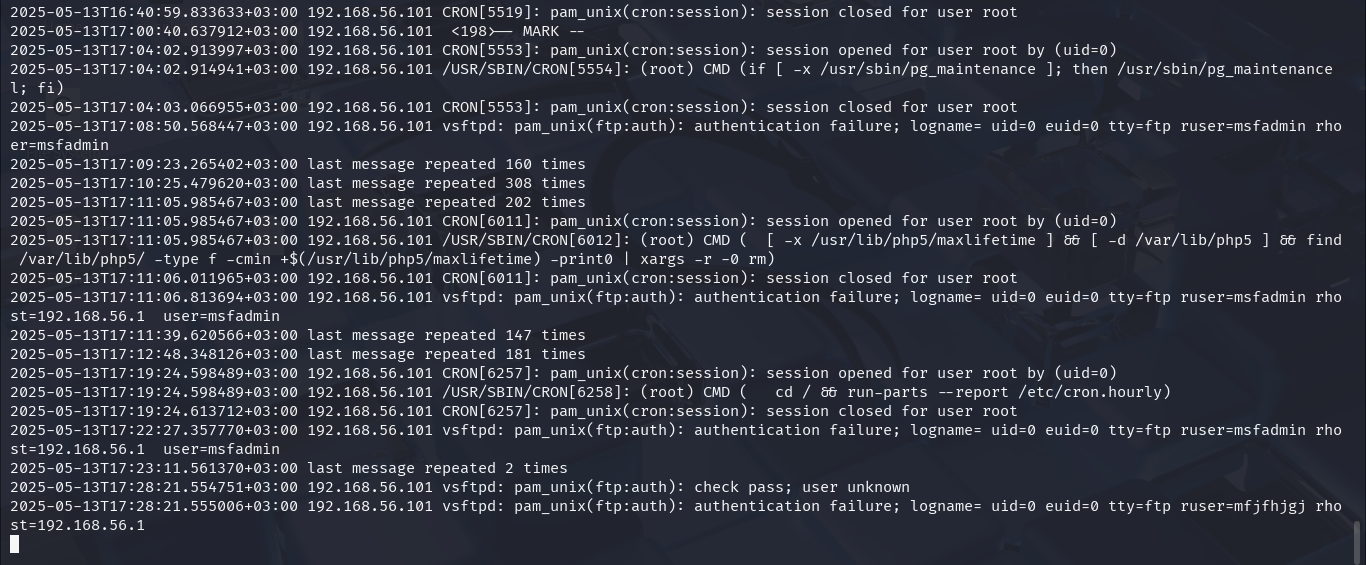 2025-05-13T16:40:59.833633+03:00 192.168.56.101 CRON[5519]: pam_unix(cron:session): session closed for user root
2025-05-13T17:00:40.637912+03:00 192.168.56.101  <198>-- MARK --
2025-05-13T17:04:02.913997+03:00 192.168.56.101 CRON[5553]: pam_unix(cron:session): session opened for user root by (uid=0)
2025-05-13T17:04:02.914941+03:00 192.168.56.101 /USR/SBIN/CRON[5554]: (root) CMD (if [ -x /usr/sbin/pg_maintenance ]; then /usr/sbin/pg_maintenance
l; fi)
2025-05-13T17:04:03.066955+03:00 192.168.56.101 CRON[5553]: pam_unix(cron:session): session closed for user root
2025-05-13T17:08:50.568447+03:00 192.168.56.101 vsftpd: pam_unix(ftp:auth): authentication failure; logname= uid=0 euid=0 tty=ftp ruser=msfadmin rho
er=msfadmin
2025-05-13T17:09:23.265402+03:00 last message repeated 160 times
2025-05-13T17:10:25.479620+03:00 last message repeated 308 times
2025-05-13T17:11:05.985467+03:00 last message repeated 202 times
2025-05-13T17:11:05.985467+03:00 192.168.56.101 CRON[6011]: pam_unix(cron:session): session opened for user root by (uid=0)
2025-05-13T17:11:05.985467+03:00 192.168.56.101 /USR/SBIN/CRON[6012]: (root) CMD (  [ -x /usr/lib/php5/maxlifetime ] && [ -d /var/lib/php5 ] && find
 /var/lib/php5/ -type f -cmin +$(/usr/lib/php5/maxlifetime) -print0 | xargs -r -0 rm)
2025-05-13T17:11:06.011965+03:00 192.168.56.101 CRON[6011]: pam_unix(cron:session): session closed for user root
2025-05-13T17:11:06.813694+03:00 192.168.56.101 vsftpd: pam_unix(ftp:auth): authentication failure; logname= uid=0 euid=0 tty=ftp ruser=msfadmin rho
st=192.168.56.1  user=msfadmin
2025-05-13T17:11:39.620566+03:00 last message repeated 147 times
2025-05-13T17:12:48.348126+03:00 last message repeated 181 times
2025-05-13T17:19:24.598489+03:00 192.168.56.101 CRON[6257]: pam_unix(cron:session): session opened for user root by (uid=0)
2025-05-13T17:19:24.598489+03:00 192.168.56.101 /USR/SBIN/CRON[6258]: (root) CMD (   cd / && run-parts --report /etc/cron.hourly)
2025-05-13T17:19:24.613712+03:00 192.168.56.101 CRON[6257]: pam_unix(cron:session): session closed for user root
2025-05-13T17:22:27.357770+03:00 192.168.56.101 vsftpd: pam_unix(ftp:auth): authentication failure; logname= uid=0 euid=0 tty=ftp ruser=msfadmin rho
st=192.168.56.1  user=msfadmin
2025-05-13T17:23:11.561370+03:00 last message repeated 2 times
2025-05-13T17:28:21.554751+03:00 192.168.56.101 vsftpd: pam_unix(ftp:auth): check pass; user unknown
2025-05-13T17:28:21.555006+03:00 192.168.56.101 vsftpd: pam_unix(ftp:auth): authentication failure; logname= uid=0 euid=0 tty=ftp ruser=mfjfhjgj rho
st=192.168.56.1